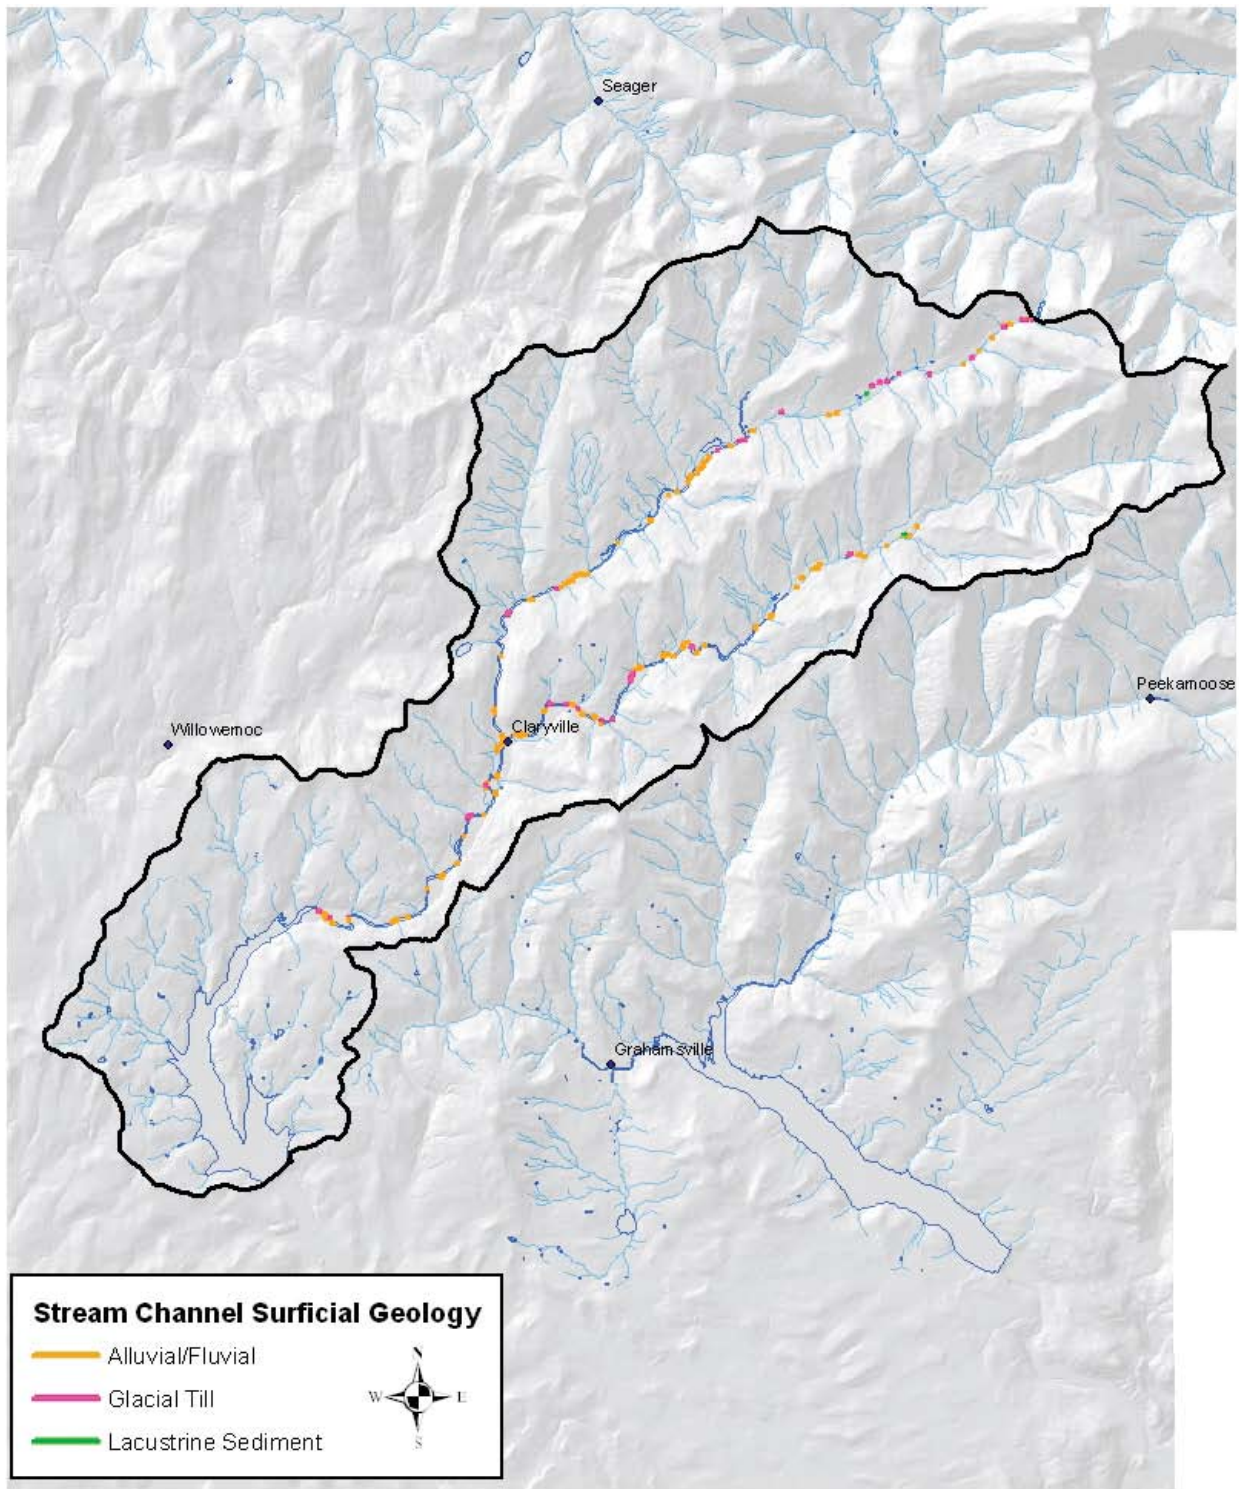 Seager
Peekamoose
Willowemoc
Claryville
Grahamsville
Stream Channel Surficial Geology
Alluvial/Fluvial
Glacial Till
Lacustrine Sediment
N
W E
S